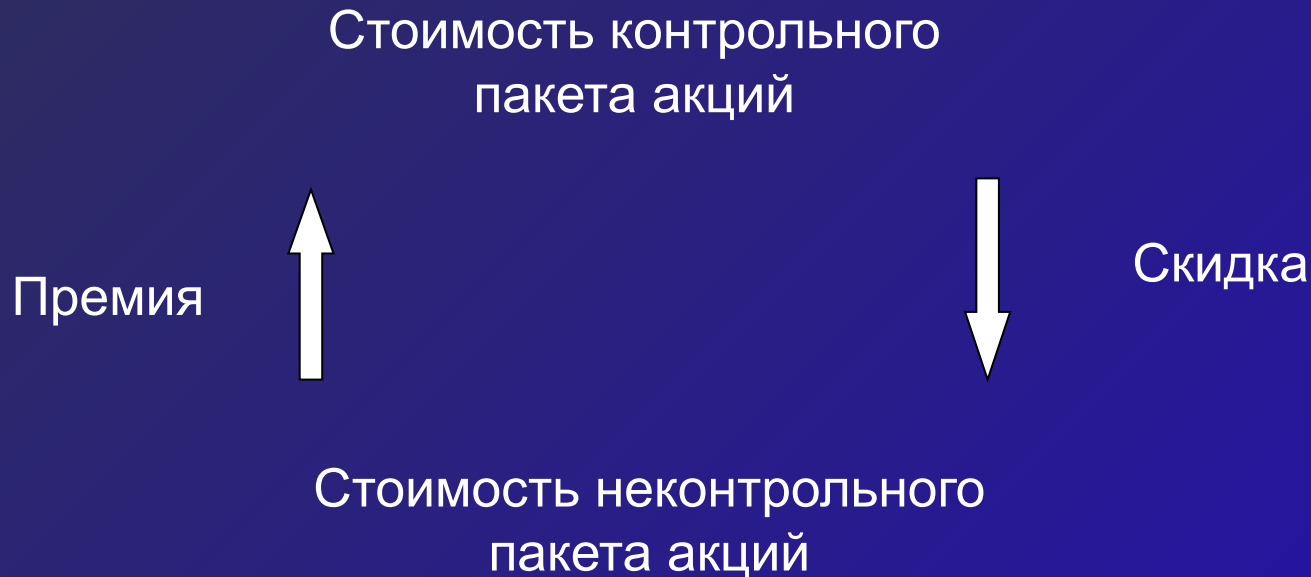 Стоимость контрольного
пакета акций
Скидка
Премия
Стоимость неконтрольного
пакета акций